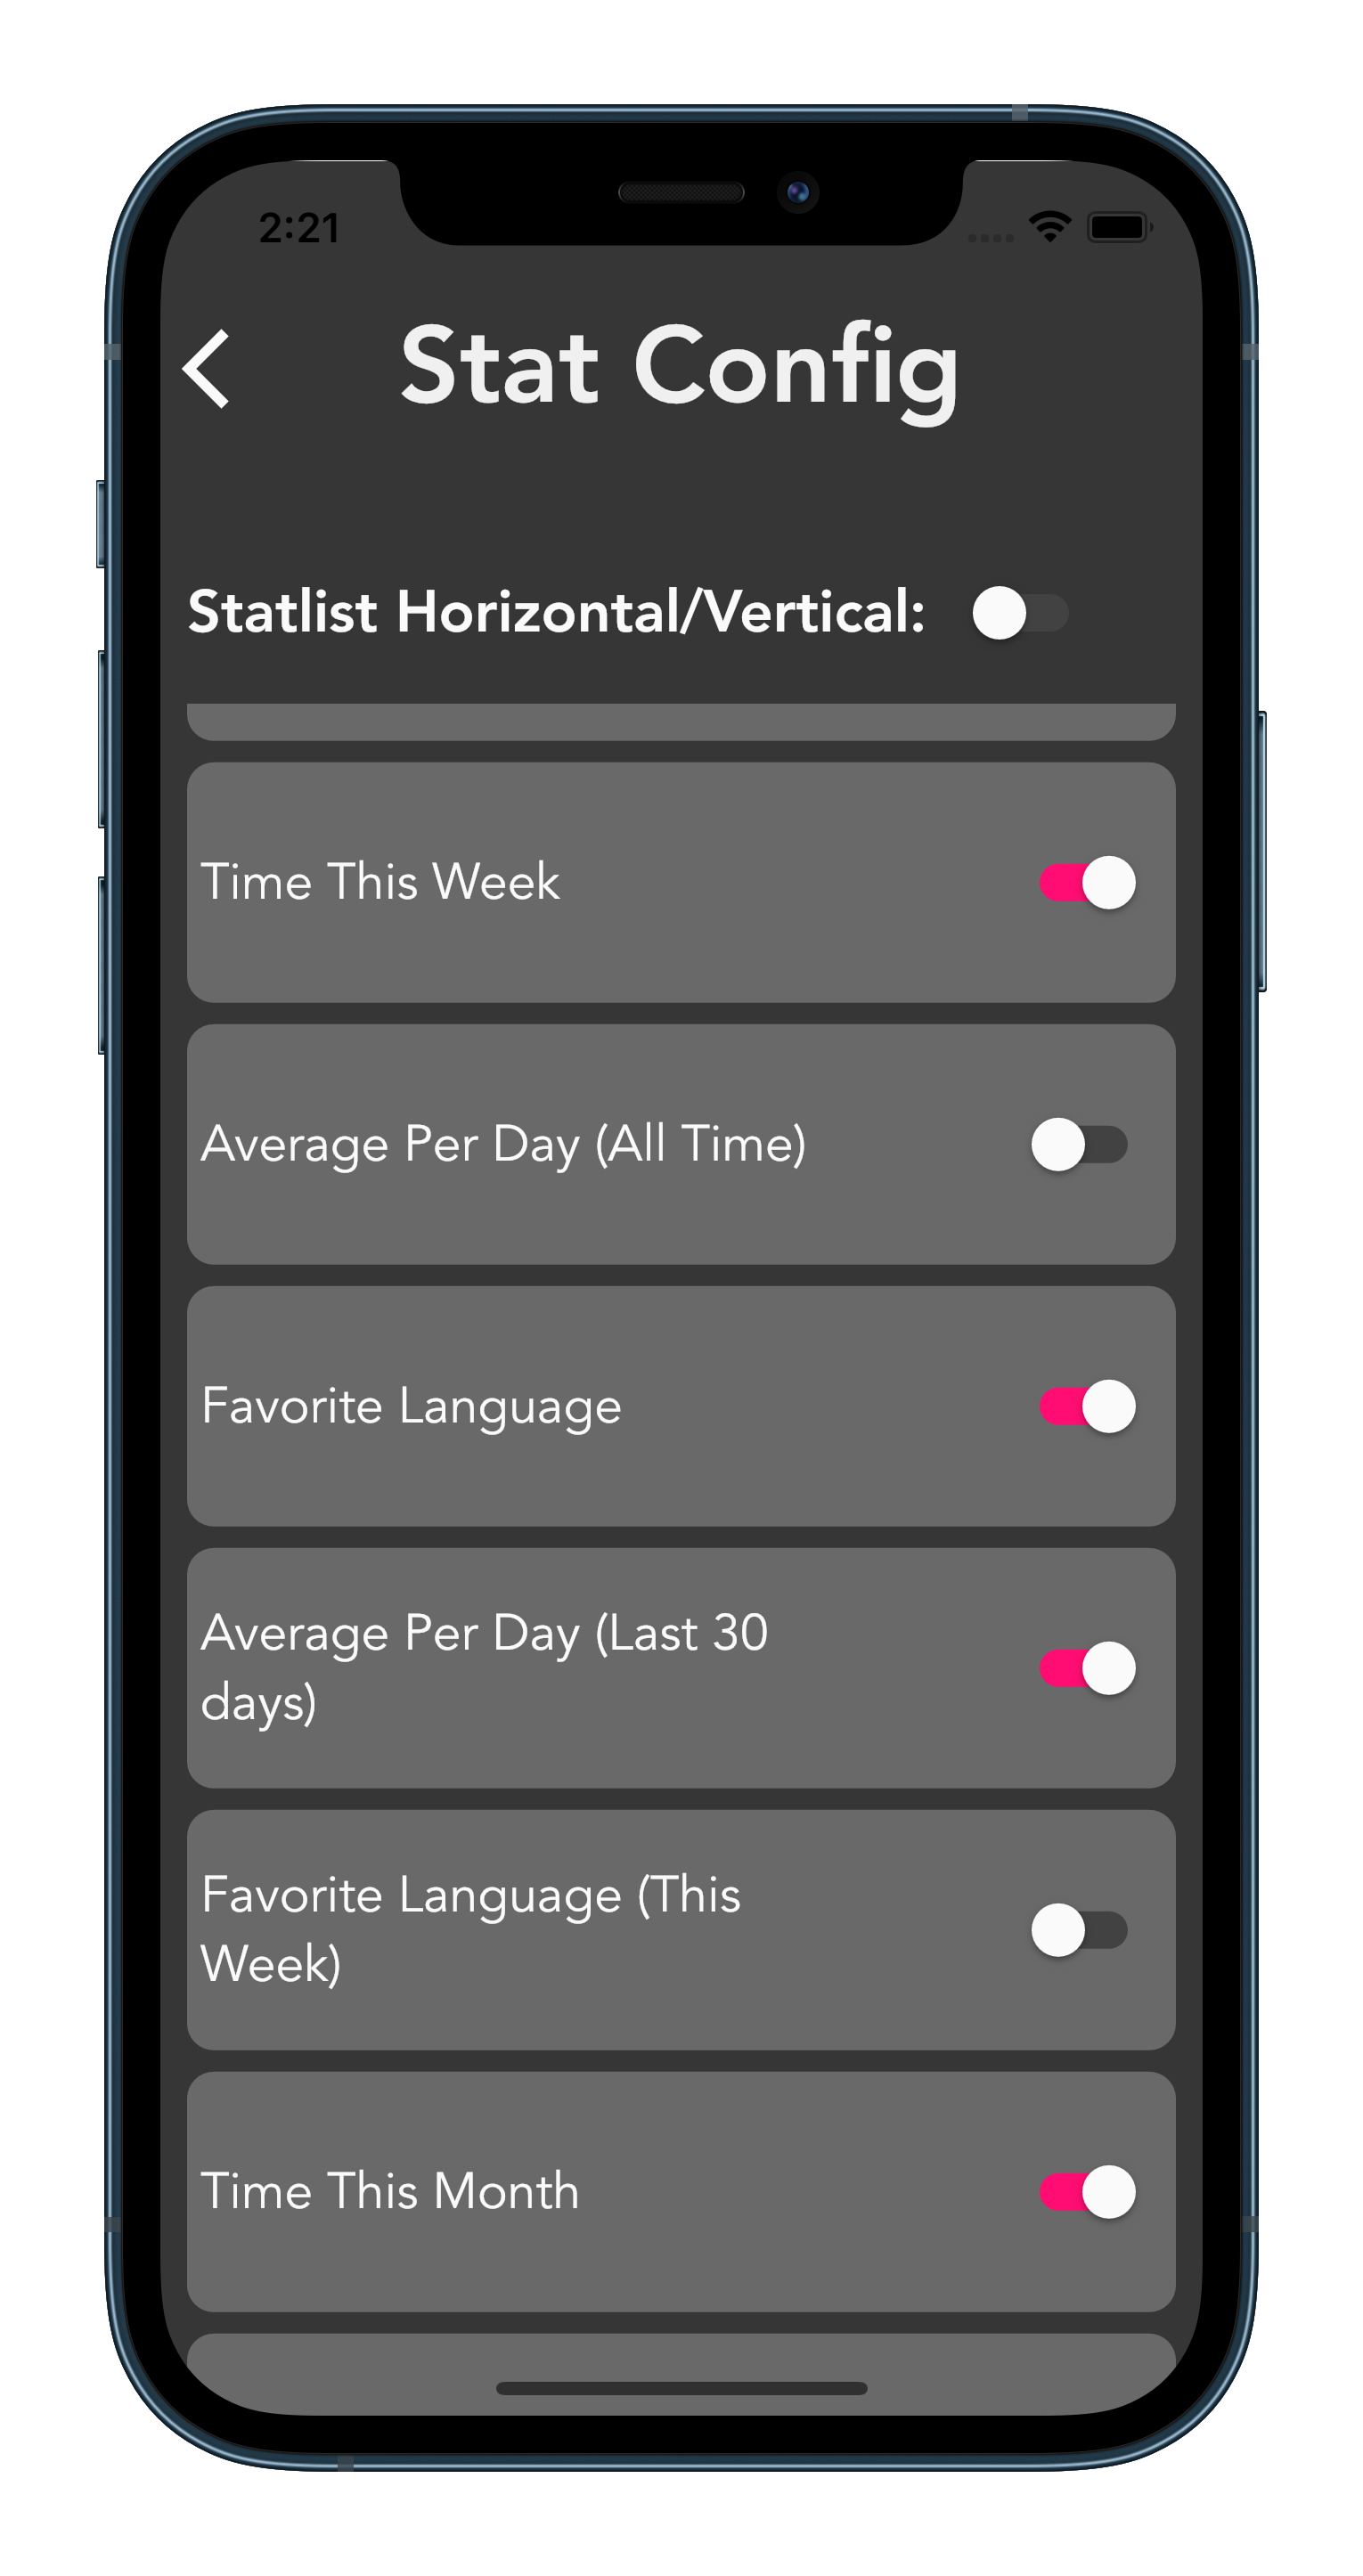 2:21
Stat Config
Statlist Horizontal/Vertical:
Time This Week
Average Per Day (All Time)
Favorite Language
Average Per Day (Last 30
days)
Favorite Language (This
Week)
Time This Month